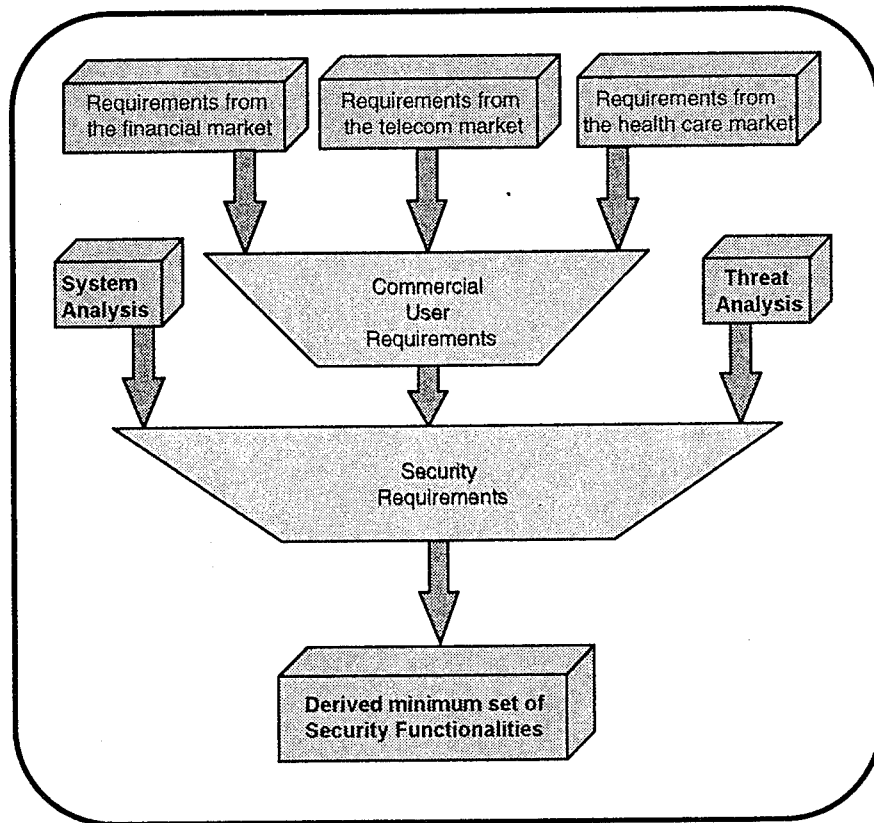 Requirements from
the financial market
Requirements from
the telecom market
Requirements from
the health care market
System
Analysis
Commercial
User
Requirements
Threat
Analysis
Security
Requirements
Derived minimum set of
Security Functionalities